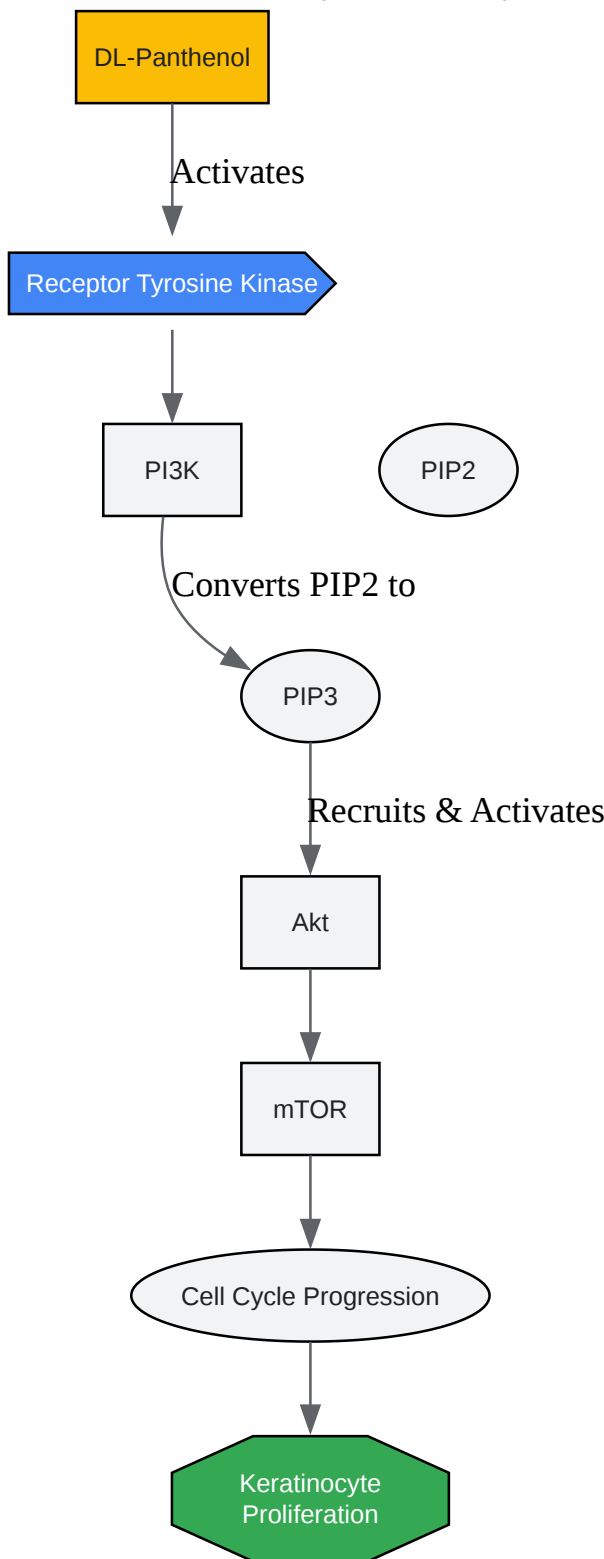 DL-Panthenol
Activates
Receptor Tyrosine Kinase
PI3K
PIP2
Converts PIP2 to
PIP3
Recruits & Activates
Akt
mTOR
Cell Cycle Progression
Keratinocyte
Proliferation